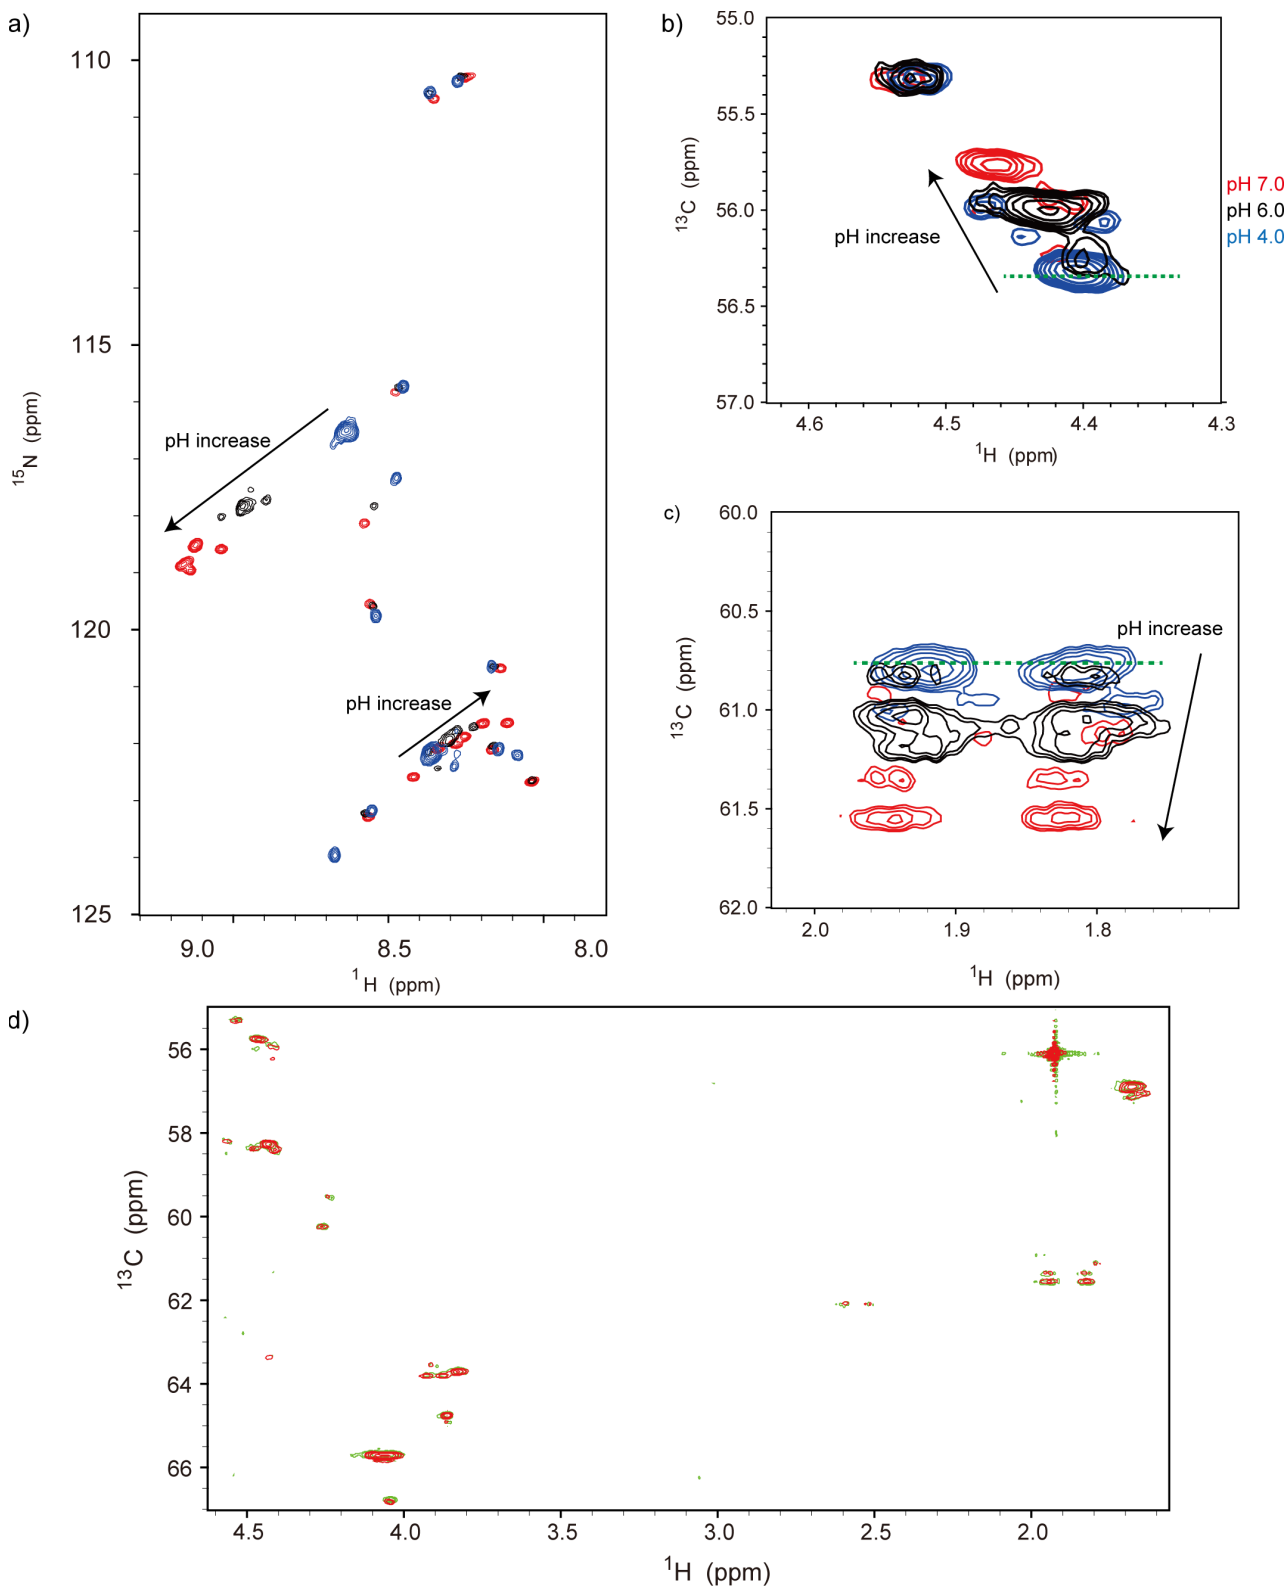 a)
110
115
120
125
15N (ppm)
pH increase
pH increase
9.0 8.5 8.0
1 H (ppm)
b)
55.0
55.5
56.0
56.5
57.0
13C (ppm)
pH increase
4.6 4.5 4.4 4.3
1H (ppm)
pH 7.0
pH 6.0
pH 4.0
c)
60.0
60.5
61.0
61.5
62.0
13C (ppm)
pH increase
2.0 1.9 1.8
1H (ppm)
d)
56
58
60
62
64
66
13C (ppm)
4.5 4.0 3.5 3.0 2.5 2.0
1H (ppm)